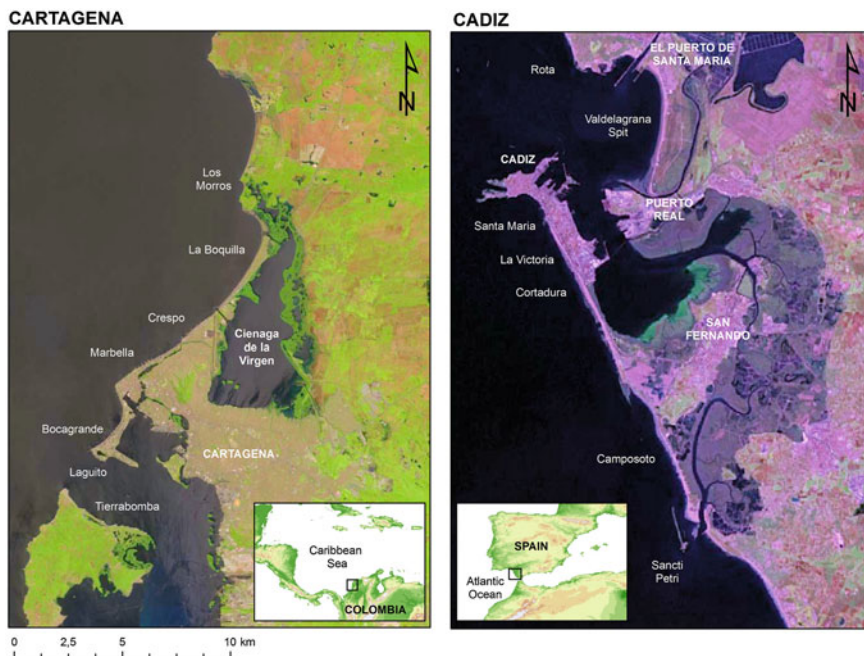 CARTAGENA
N
Los
Morros
La Boquilla
Crespo
Cienaga
de la
Virgen
Marbella
Bocagrande
CARTAGENA
Laguito
Tierrabomba
Caribbean
Sea
COLOMBIA
0 2,5 5 10 km
CADIZ
EL PUERTO DE
SANTA MARIA
N
Rota
Valdelagrana
Spit
CADIZ
PUERTO
REAL
Santa Maria
La Victoria
Cortadura
SAN
FERNANDO
Camposoto
SPAIN
Atlantic
Ocean
Sancti
Petri